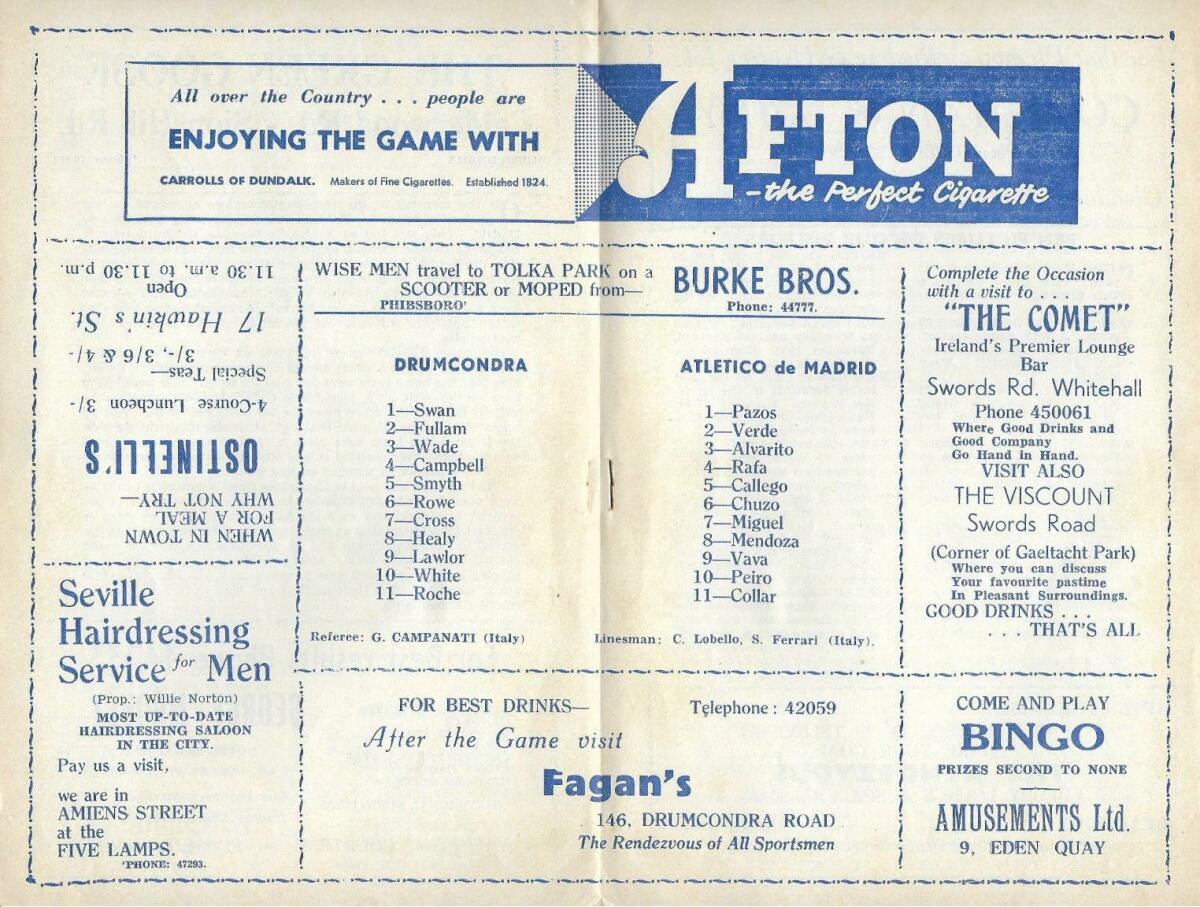 All over the Country . . . people are
ENJOYING THE GAME WITH
CARROLLS OF DUNDALK. Makers of Fine Cigarettes. Established 1824.
AFTON
-the Perfect Cigarette
WHEN IN TOWN
FOR A MEAL
WHY NOT TRY—
OSTINELLI'S
4-Course Luncheon 3/-
Special Teas—
3/-, 3/6 & 4/-
17 Hawkin's St.
Open
11.30 a.m. to 11.30 p.m.
Seville
Hairdressing
Service for Men
(Prop.: Willie Norton)
MOST UP-TO-DATE
HAIRDRESSING SALOON
IN THE CITY.
Pay us a visit,
we are in
AMIENS STREET
at the
FIVE LAMPS.
'PHONE: 47293.
WISE MEN travel to TOLKA PARK on a
SCOOTER or MOPED from—
PHIBSBORO'
BURKE BROS.
Phone: 44777.
DRUMCONDRA
1—Swan
2—Fullam
3—Wade
4—Campbell
5—Smyth
6—Rowe
7—Cross
8—Healy
9—Lawlor
10—White
11—Roche
ATLETICO de MADRID
1—Pazos
2—Verde
3—Alvarito
4—Rafa
5—Callego
6—Chuzo
7—Miguel
8—Mendoza
9—Vava
10—Peiro
11—Collar
Referee: G. CAMPANATI (Italy) Linesman: C. Lobello, S. Ferrari (Italy).
FOR BEST DRINKS— Telephone : 42059
After the Game visit
Fagan's
146, DRUMCONDRA ROAD
The Rendezvous of All Sportsmen
Complete the Occasion
with a visit to . . .
"THE COMET"
Ireland's Premier Lounge
Bar
Swords Rd. Whitehall
Phone 450061
Where Good Drinks and
Good Company
Go Hand in Hand.
VISIT ALSO
THE VISCOUNT
Swords Road
(Corner of Gaeltacht Park)
Where you can discuss
Your favourite pastime
In Pleasant Surroundings.
GOOD DRINKS . . .
. . . THAT'S ALL
COME AND PLAY
BINGO
PRIZES SECOND TO NONE
AMUSEMENTS Ltd.
9, EDEN QUAY